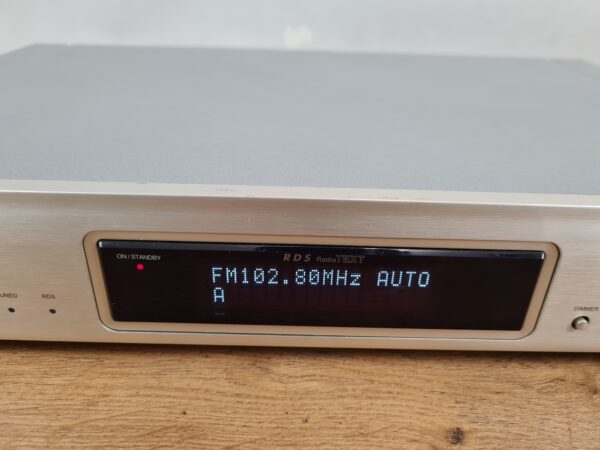 ON / STANDBY
RDS RadioTEXT
FM102.80MHz AUTO
A
RDS
DIMMER